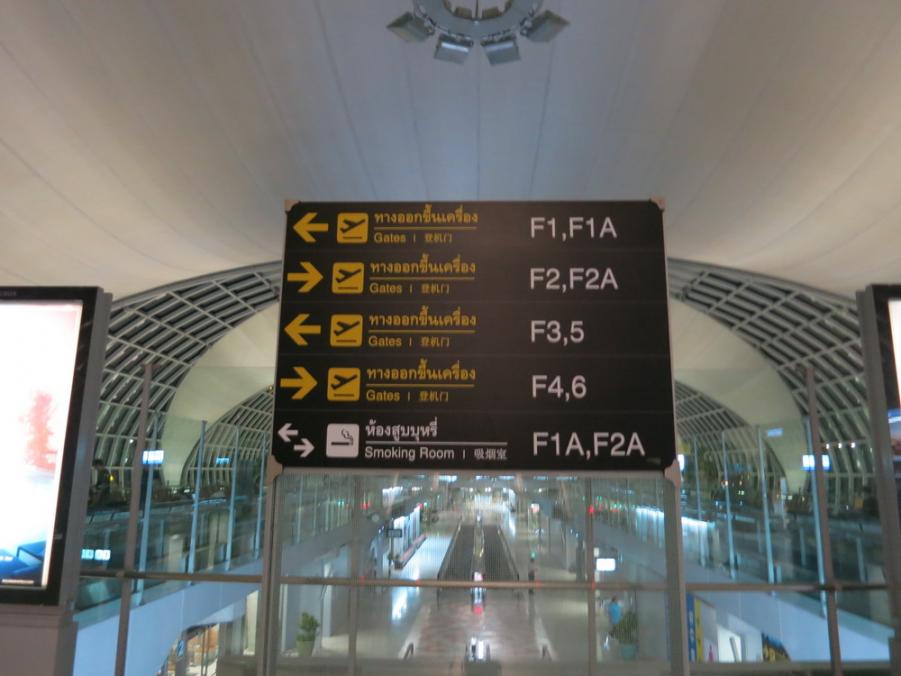 ทางออกขึ้นเครื่อง
Gates | 登机门
F1,F1A
ทางออกขึ้นเครื่อง
Gates | 登机门
F2,F2A
ทางออกขึ้นเครื่อง
Gates | 登机门
F3,5
ทางออกขึ้นเครื่อง
Gates | 登机门
F4,6
ห้องสูบบุหรี่
Smoking Room | 吸烟室
F1A,F2A